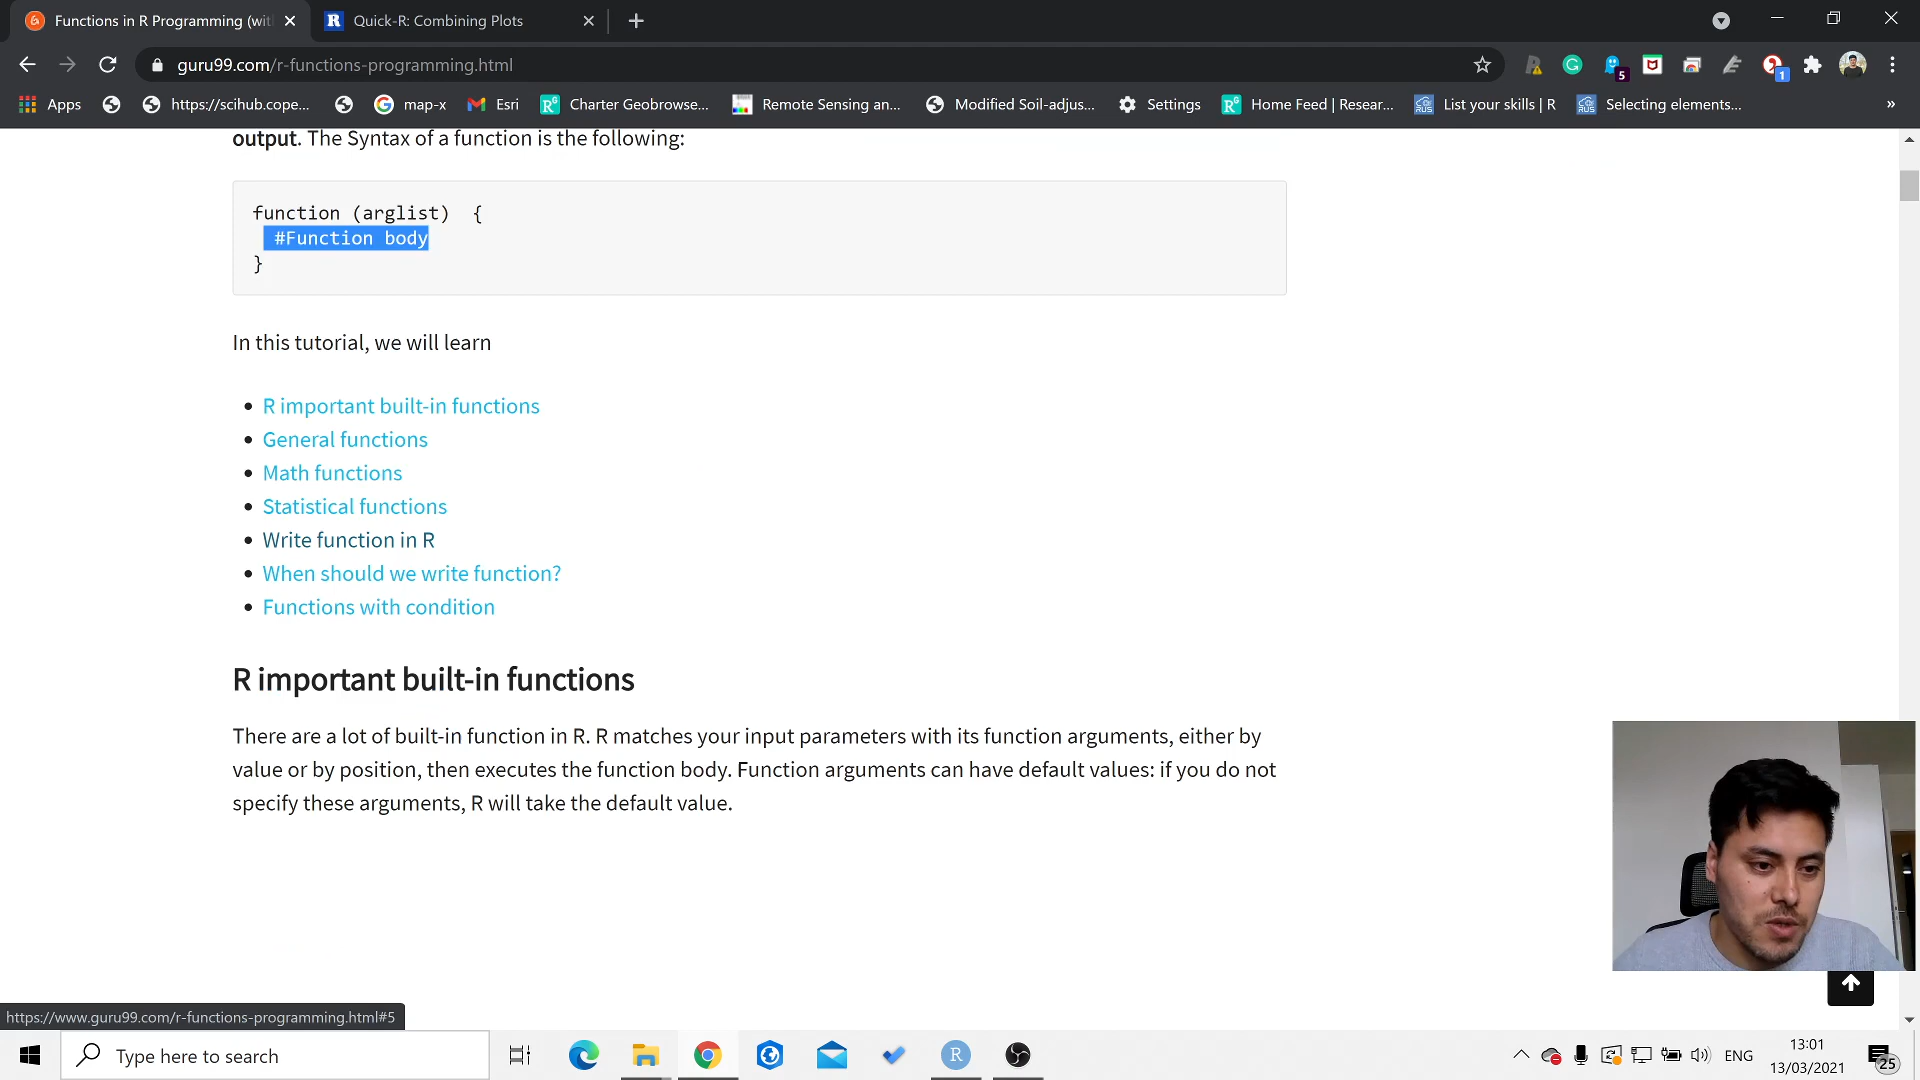 Functions in R Programming (wit
Quick-R: Combining Plots
guru99.com/r-functions-programming.html
5
1
Apps
https://scihub.cope...
map-x
Esri
Charter Geobrowse...
Remote Sensing an...
Modified Soil-adjus...
Settings
Home Feed | Resear...
List your skills | R
Selecting elements...
»
output. The Syntax of a function is the following:
function (arglist)  {
#Function body
}
In this tutorial, we will learn
• R important built-in functions
• General functions
• Math functions
• Statistical functions
• Write function in R
• When should we write function?
• Functions with condition
R important built-in functions
There are a lot of built-in function in R. R matches your input parameters with its function arguments, either by
value or by position, then executes the function body. Function arguments can have default values: if you do not
specify these arguments, R will take the default value.
https://www.guru99.com/r-functions-programming.html#5
Type here to search
R
ENG
13:01
13/03/2021
25